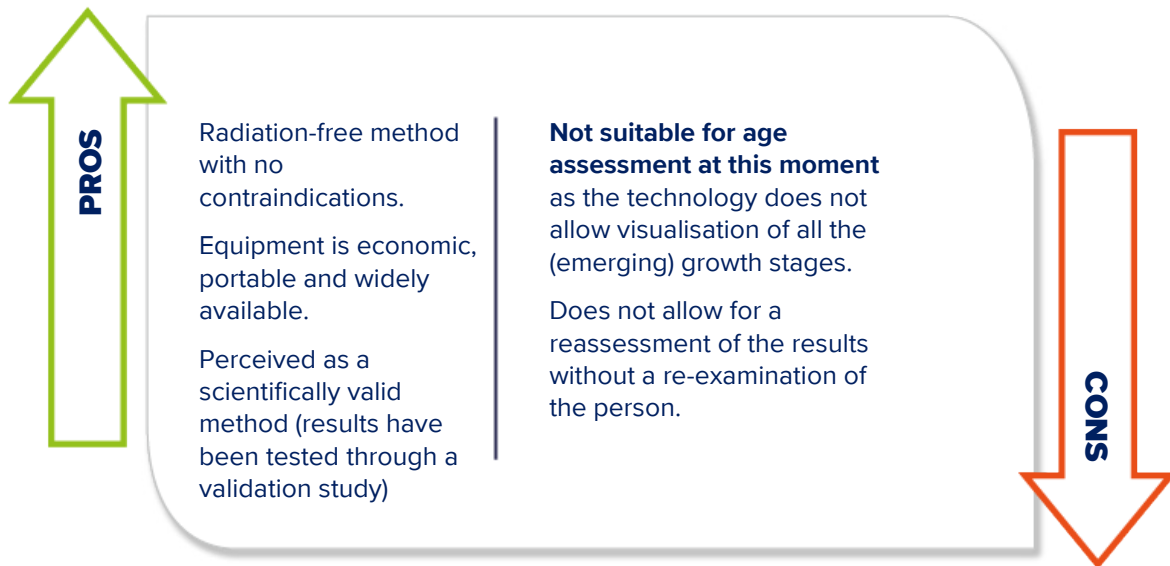 PROS
Radiation-free method
with no
contraindications.
Equipment is economic,
portable and widely
available.
Perceived as a
scientifically valid
method (results have
been tested through a
validation study)
Not suitable for age
assessment at this moment
as the technology does not
allow visualisation of all the
(emerging) growth stages.
Does not allow for a
reassessment of the results
without a re-examination of
the person.
CONS